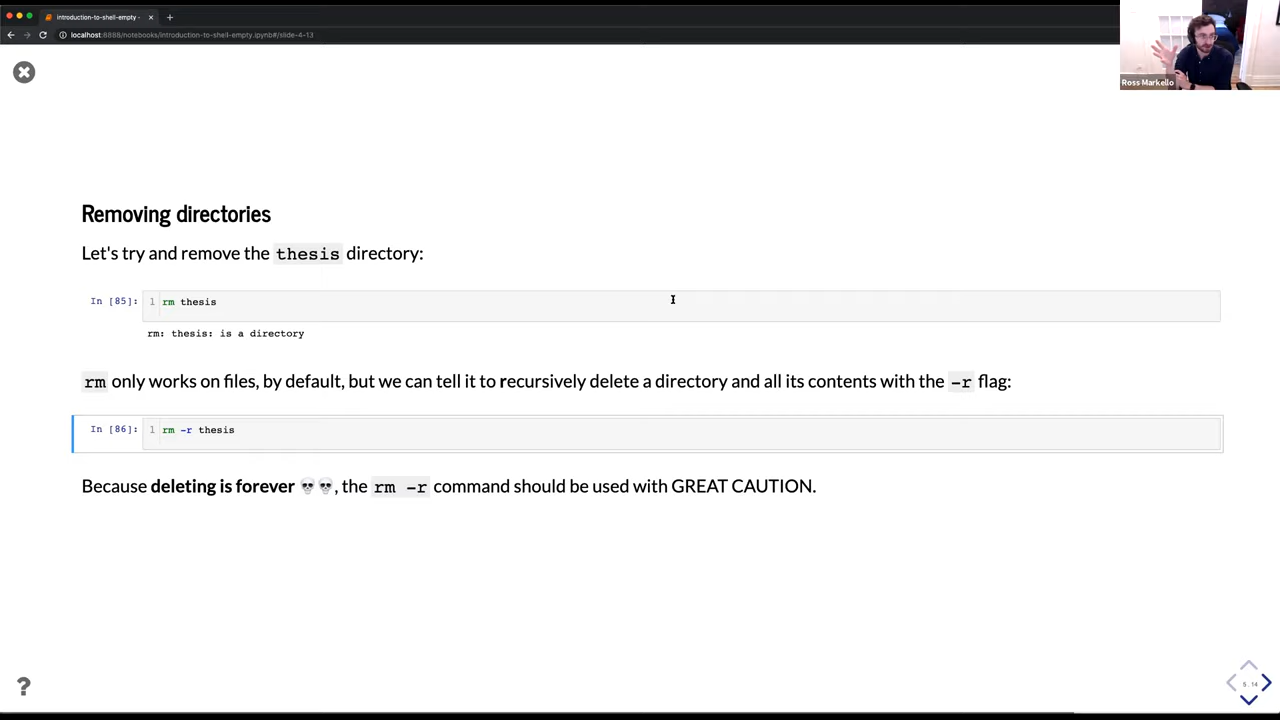 introduction-to-shell-empty -
localhost:8888/notebooks/introduction-to-shell-empty.ipynb#/slide-4-13
Ross Markello
Removing directories
Let's try and remove the thesis directory:
In [85]: 1 rm thesis
rm: thesis: is a directory
rm only works on files, by default, but we can tell it to recursively delete a directory and all its contents with the -r flag:
In [86]: 1 rm -r thesis
Because deleting is forever 💀💀, the rm -r command should be used with GREAT CAUTION.
?
5.14